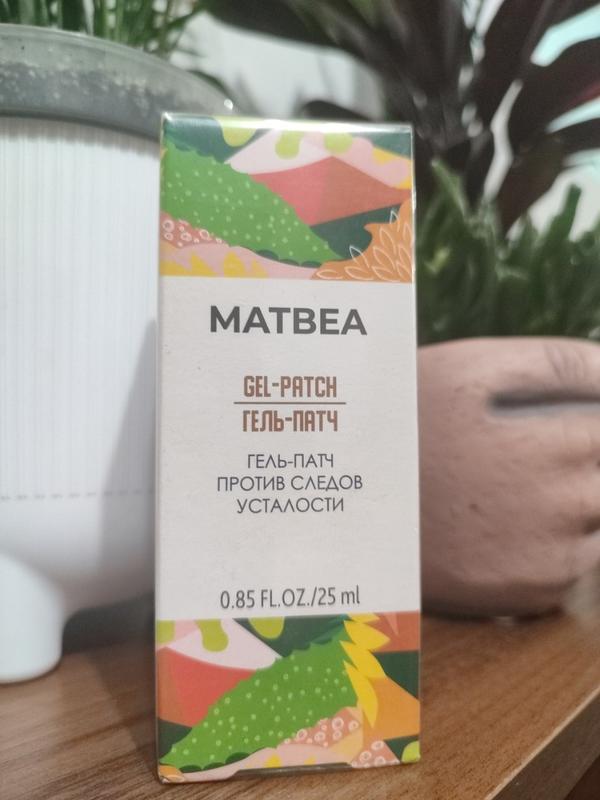 MATBEA
GEL-PATCH
ГЕЛЬ-ПАТЧ
ГЕЛЬ-ПАТЧ
ПРОТИВ СЛЕДОВ
УСТАЛОСТИ
0.85 FL.OZ./25 ml